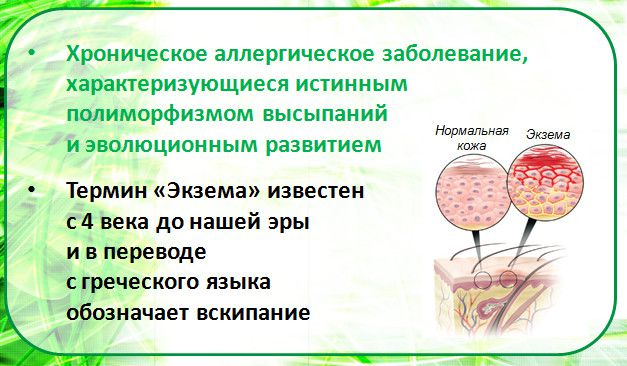 • Хроническое аллергическое заболевание,
характеризующиеся истинным
полиморфизмом высыпаний
и эволюционным развитием
Нормальная
кожа
Экзема
• Термин «Экзема» известен
с 4 века до нашей эры
и в переводе
с греческого языка
обозначает вскипание